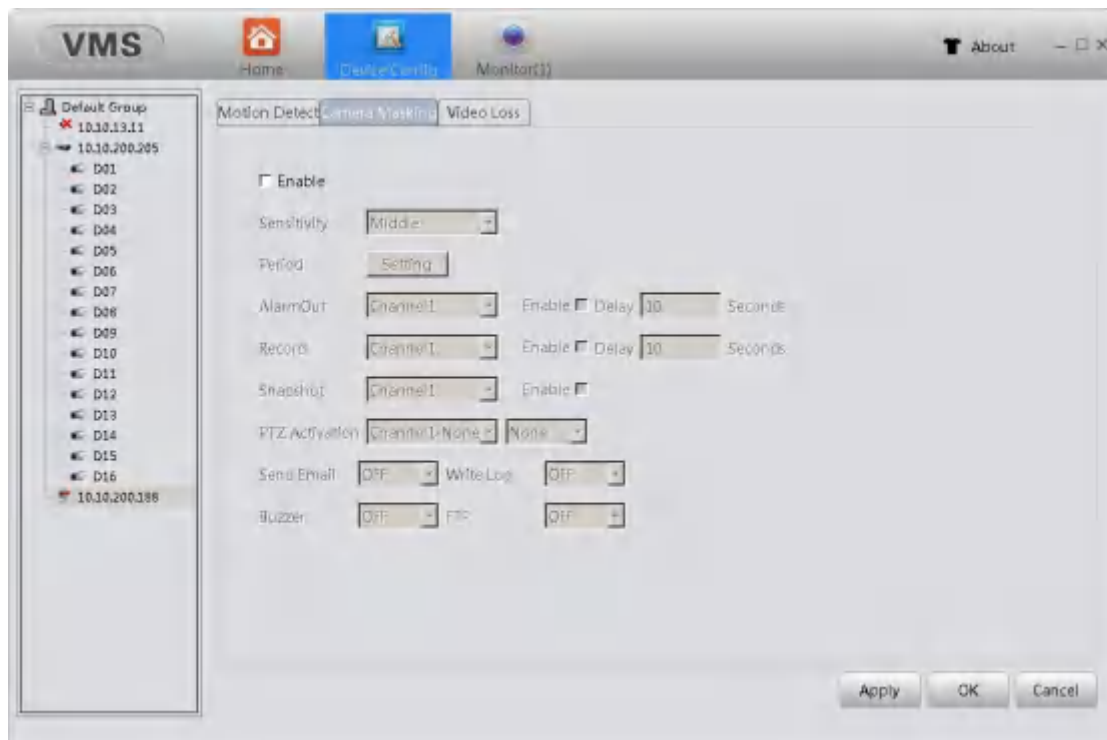 VMS
Home
Device Config
Monitor(1)
About
Default Group
10.10.13.11
10.10.200.205
D01
D02
D03
D04
D05
D06
D07
D08
D09
D10
D11
D12
D13
D14
D15
D16
10.10.200.188
Motion Detect Camera Masking Video Loss
Enable
Sensitivity Middle
Period Setting
AlarmOut Channel1 Enable Delay 10 Seconds
Record Channel1 Enable Delay 10 Seconds
Snapshot Channel1 Enable
PTZ Activation Channel1-None None
Send Email OFF Write Log OFF
Buzzer OFF FTP OFF
Apply OK Cancel